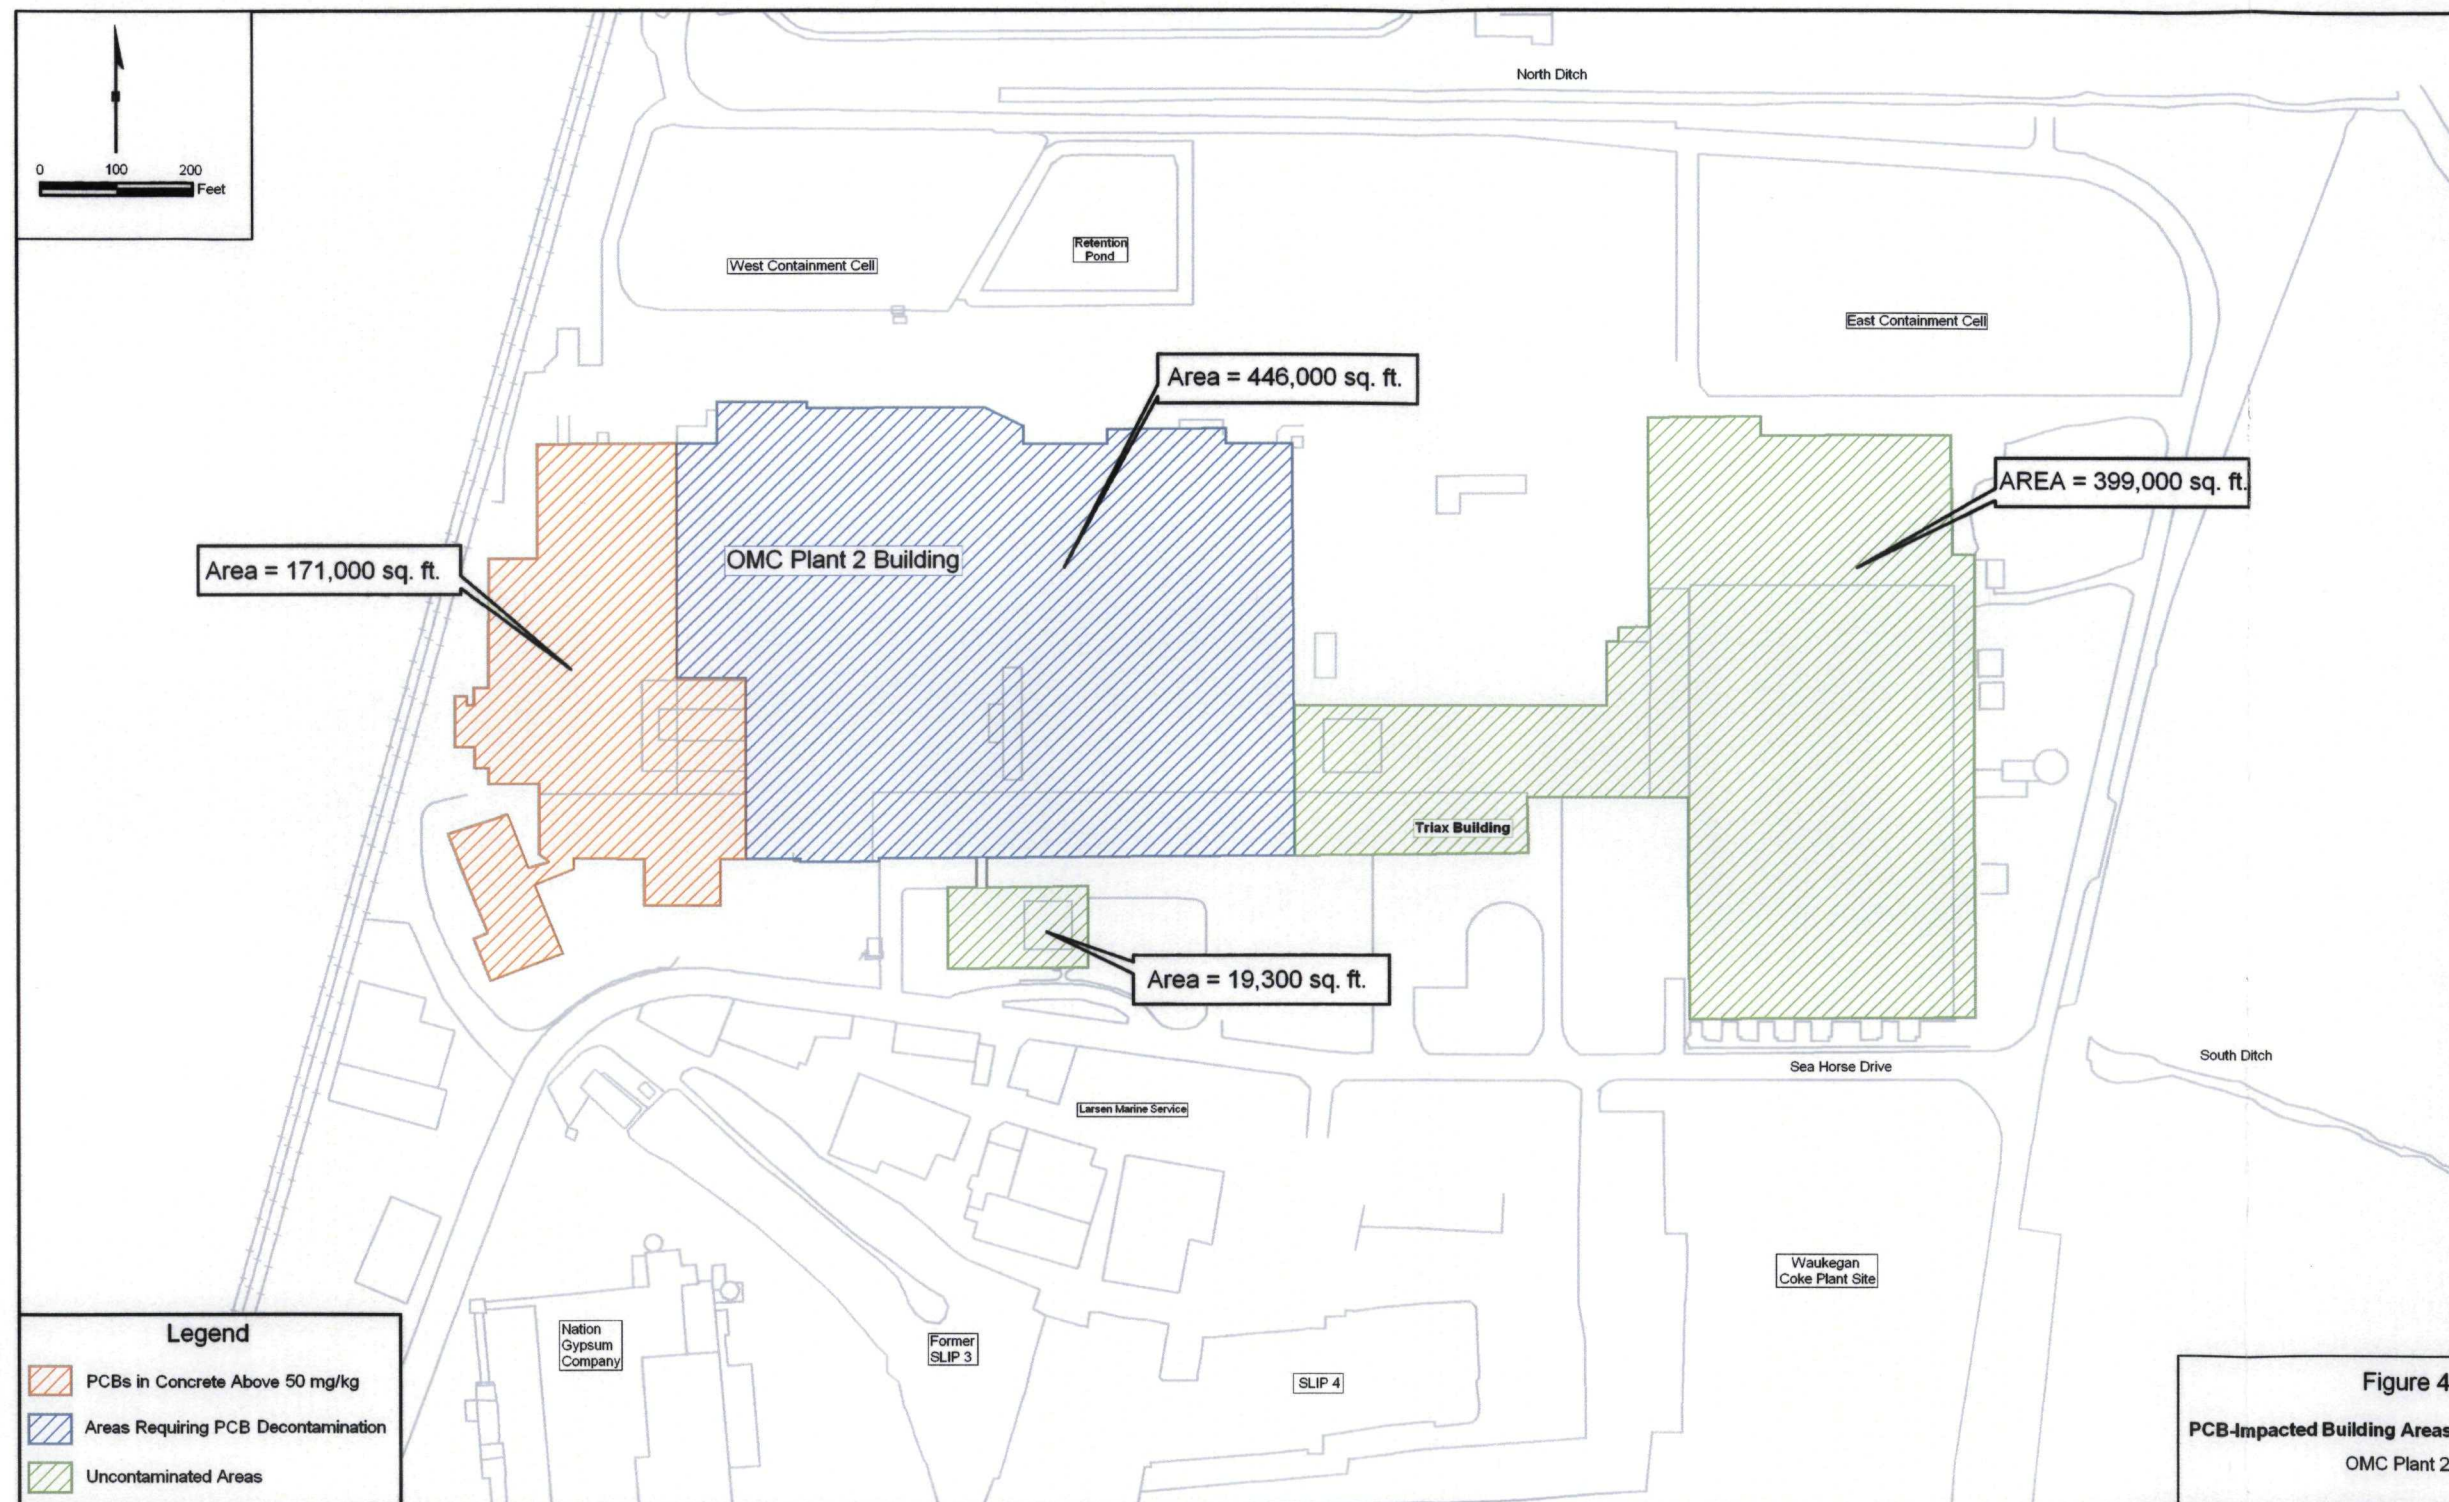 North Ditch
0 100 200
Feet
Retention
Pond
West Containment Cell
East Containment Cell
Area = 446,000 sq. ft.
AREA = 399,000 sq. ft.
OMC Plant 2 Building
Area = 171,000 sq. ft.
Triax Building
Area = 19,300 sq. ft.
South Ditch
Sea Horse Drive
Larsen Marine Service
Waukegan
Coke Plant Site
Nation
Gypsum
Company
Former
SLIP 3
SLIP 4
Legend
PCBs in Concrete Above 50 mg/kg
Areas Requiring PCB Decontamination
Uncontaminated Areas
Figure 4
PCB-Impacted Building Areas
OMC Plant 2